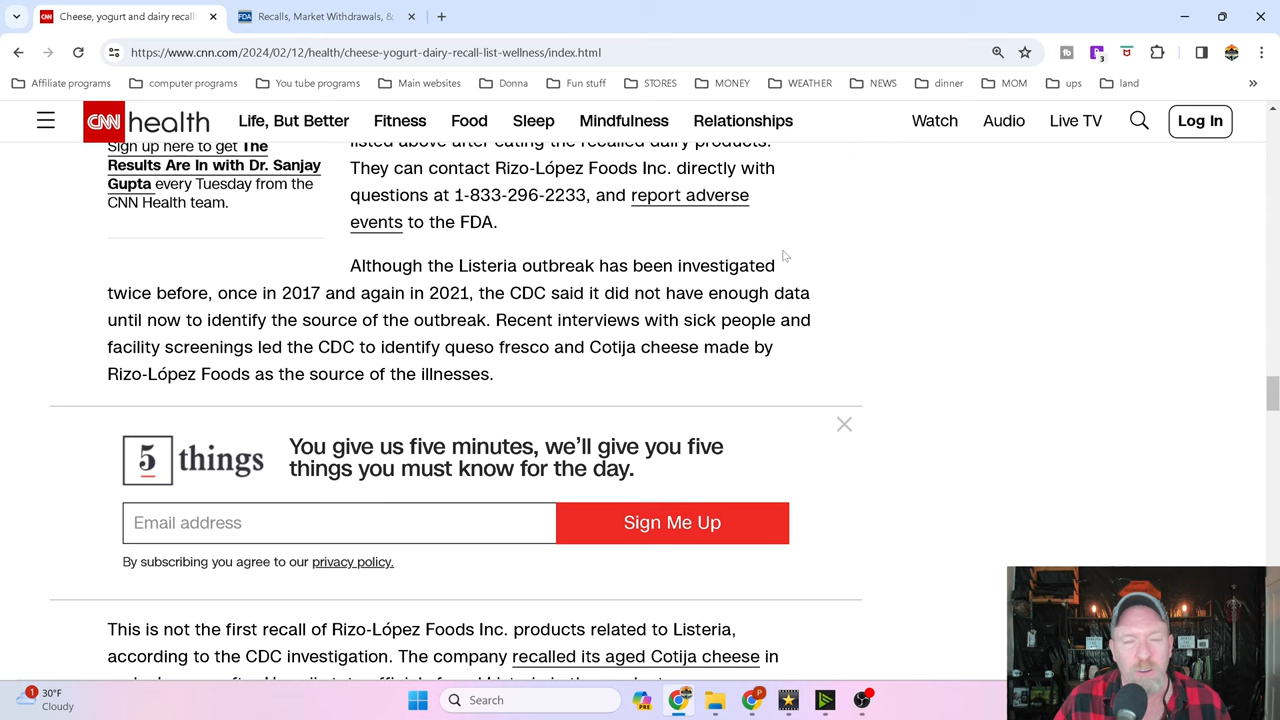 Cheese, yogurt and dairy recall
Recalls, Market Withdrawals, &
https://www.cnn.com/2024/02/12/health/cheese-yogurt-dairy-recall-list-wellness/index.html
3
Affiliate programs computer programs You tube programs Main websites Donna Fun stuff STORES MONEY WEATHER NEWS dinner MOM ups land
CNN health Life, But Better Fitness Food Sleep Mindfulness Relationships Watch Audio Live TV Log In
Sign up here to get The
Results Are In with Dr. Sanjay
Gupta every Tuesday from the
CNN Health team.
listed above after eating the recalled dairy products.
They can contact Rizo-López Foods Inc. directly with
questions at 1-833-296-2233, and report adverse
events to the FDA.
Although the Listeria outbreak has been investigated
twice before, once in 2017 and again in 2021, the CDC said it did not have enough data
until now to identify the source of the outbreak. Recent interviews with sick people and
facility screenings led the CDC to identify queso fresco and Cotija cheese made by
Rizo-López Foods as the source of the illnesses.
5 things
You give us five minutes, we'll give you five
things you must know for the day.
Email address
Sign Me Up
By subscribing you agree to our privacy policy.
This is not the first recall of Rizo-López Foods Inc. products related to Listeria,
according to the CDC investigation. The company recalled its aged Cotija cheese in
1
30°F
Cloudy
Search